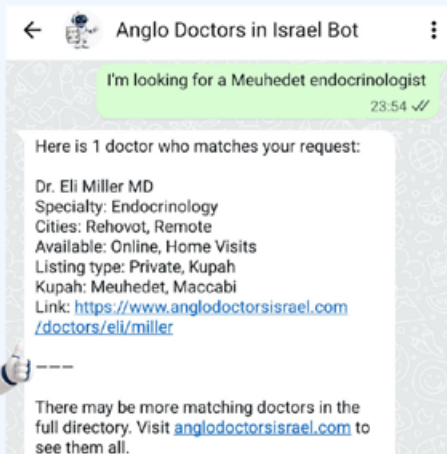 Anglo Doctors in Israel Bot
I'm looking for a Meuhedet endocrinologist
23:54
Here is 1 doctor who matches your request:
Dr. Eli Miller MD
Specialty: Endocrinology
Cities: Rehovot, Remote
Available: Online, Home Visits
Listing type: Private, Kupah
Kupah: Meuhedet, Maccabi
Link: https://www.anglodoctorsisrael.com
/doctors/eli/miller
---
There may be more matching doctors in the
full directory. Visit anglodoctorsisrael.com to
see them all.